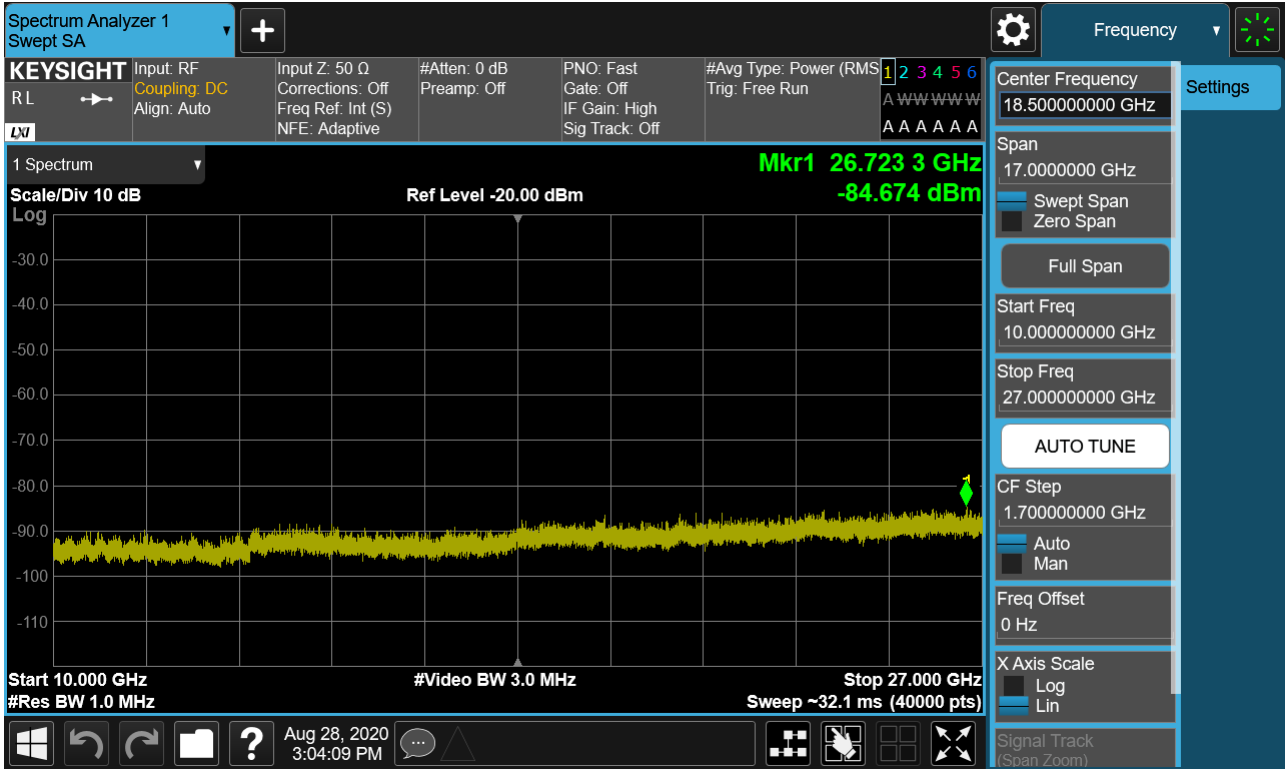 Spectrum Analyzer 1
Swept SA
Frequency
KEYSIGHT
R L
LXI
Input: RF
Coupling: DC
Align: Auto
Input Z: 50 Ω
Corrections: Off
Freq Ref: Int (S)
NFE: Adaptive
#Atten: 0 dB
Preamp: Off
PNO: Fast
Gate: Off
IF Gain: High
Sig Track: Off
#Avg Type: Power (RMS
Trig: Free Run
1 2 3 4 5 6
A W W W W W
A A A A A A
1 Spectrum
Scale/Div 10 dB
Log
Ref Level -20.00 dBm
Mkr1 26.723 3 GHz
-84.674 dBm
-30.0
-40.0
-50.0
-60.0
-70.0
-80.0
-90.0
-100
-110
1
Start 10.000 GHz
#Res BW 1.0 MHz
#Video BW 3.0 MHz
Stop 27.000 GHz
Sweep ~32.1 ms (40000 pts)
Center Frequency
18.500000000 GHz
Span
17.0000000 GHz
Swept Span
Zero Span
Full Span
Start Freq
10.000000000 GHz
Stop Freq
27.000000000 GHz
AUTO TUNE
CF Step
1.700000000 GHz
Auto
Man
Freq Offset
0 Hz
X Axis Scale
Log
Lin
Signal Track
(Span Zoom)
Settings
?
Aug 28, 2020
3:04:09 PM